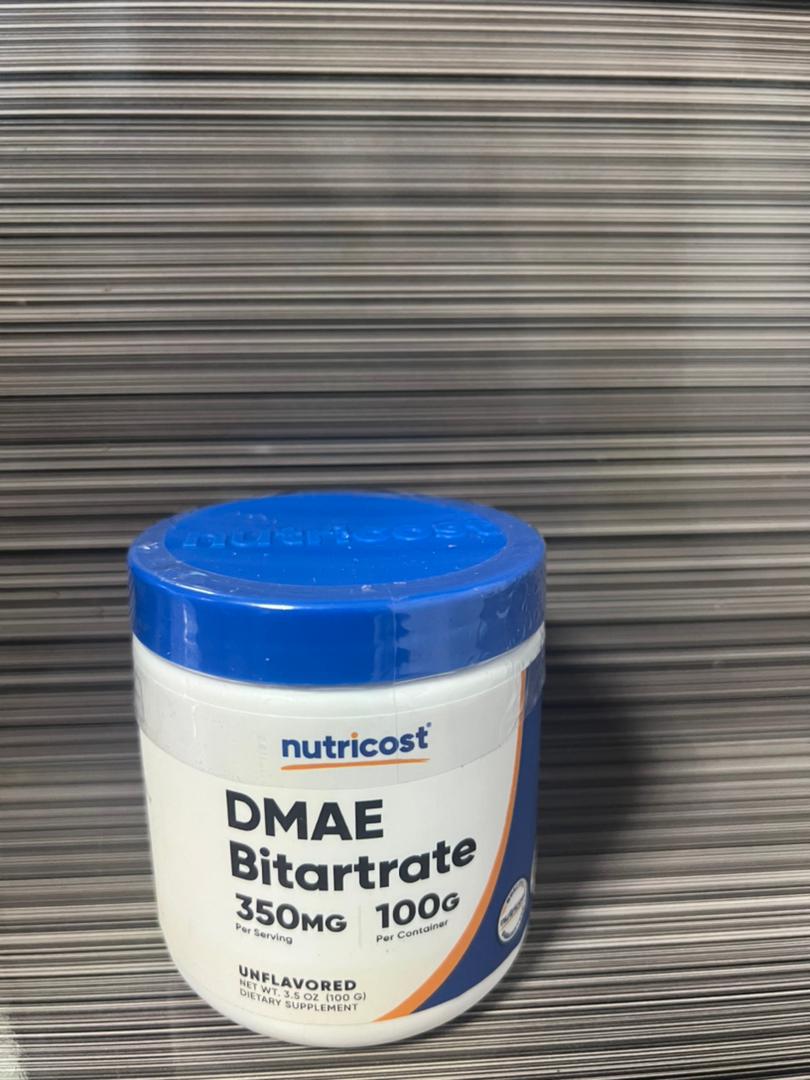 nutricost
nutricost®
DMAE
Bitartrate
350MG
Per Serving
100G
Per Container
UNFLAVORED
NET WT. 3.5 OZ (100 G)
DIETARY SUPPLEMENT